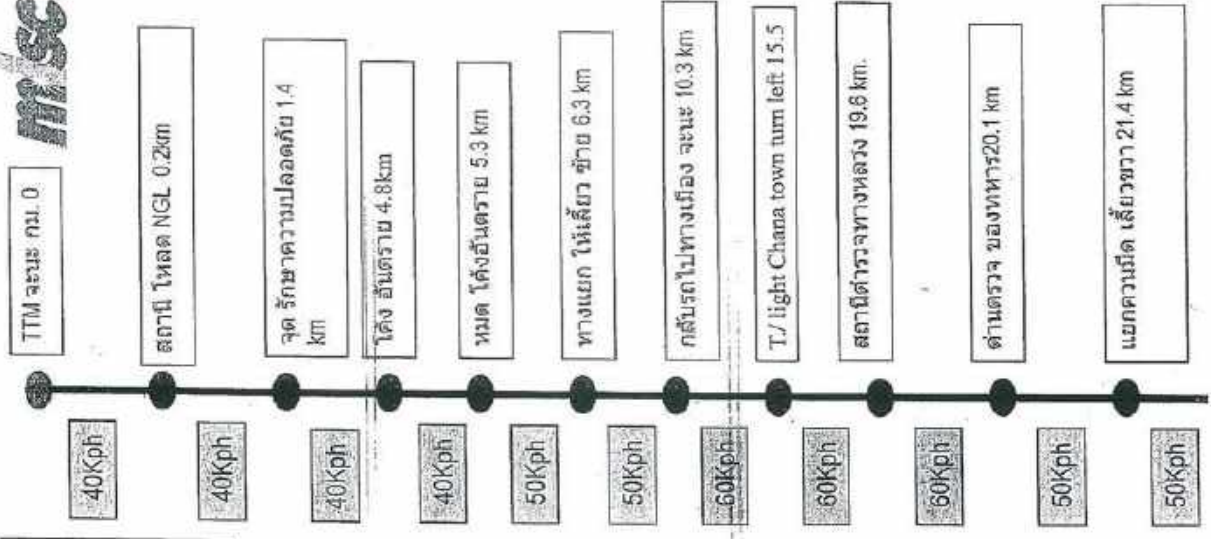 misc
TTM จะนะ กม. 0
40Kph
สถานี โหลด NGL 0.2km
40Kph
จุด รักษาความปลอดภัย 1.4
km
40Kph
โค้ง อันตราย 4.8km
40Kph
หมด โค้งอันตราย 5.3 km
50Kph
ทางแยก ให้เลี้ยว ซ้าย 6.3 km
50Kph
กลับรถไปทางเมือง จะนะ 10.3 km
60Kph
T./ light Chana town turn left 15.5
60Kph
สถานีตำรวจทางหลวง 19.6 km.
60Kph
ด่านตรวจ ของทหาร20.1 km
50Kph
แยกควนมีด เลี้ยวขวา 21.4 km
50Kph